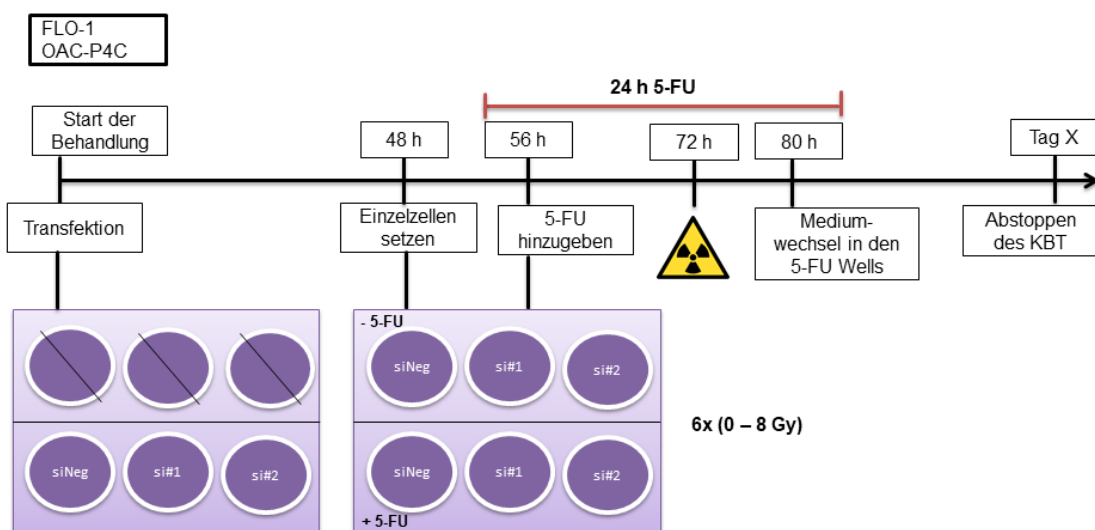 FLO-1
OAC-P4C
24 h 5-FU
Start der
Behandlung
48 h
56 h
72 h
80 h
Tag X
Transfektion
Einzelzellen
setzen
5-FU
hinzugeben
Medium-
wechsel in den
5-FU Wells
Abstoppen
des KBT
- 5-FU
siNeg
si#1
si#2
6x (0 – 8 Gy)
siNeg
si#1
si#2
siNeg
si#1
si#2
+ 5-FU